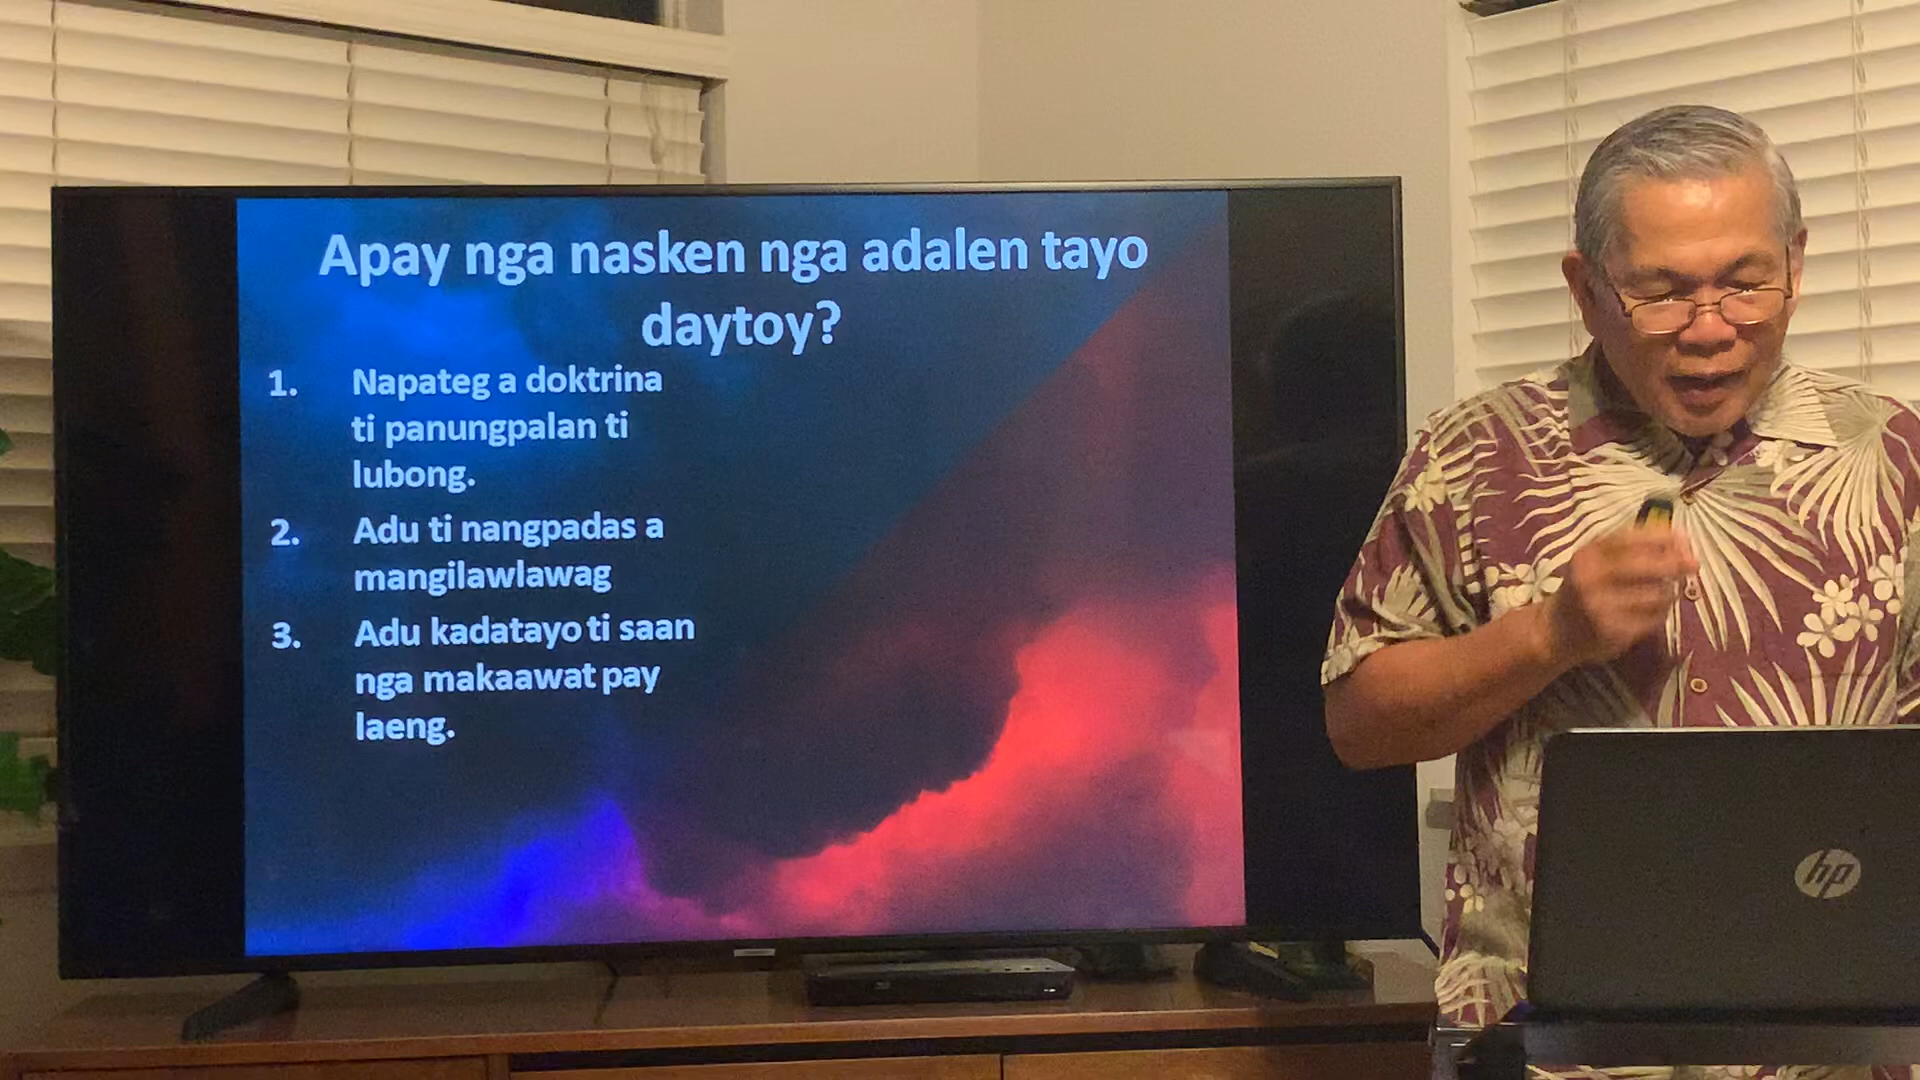 Apay nga nasken nga adalen tayo
daytoy?
1. Napateg a doktrina
ti panungpalan ti
lubong.
2. Adu ti nangpadas a
mangilawlawag
3. Adu kadatayo ti saan
nga makaawat pay
laeng.
hp